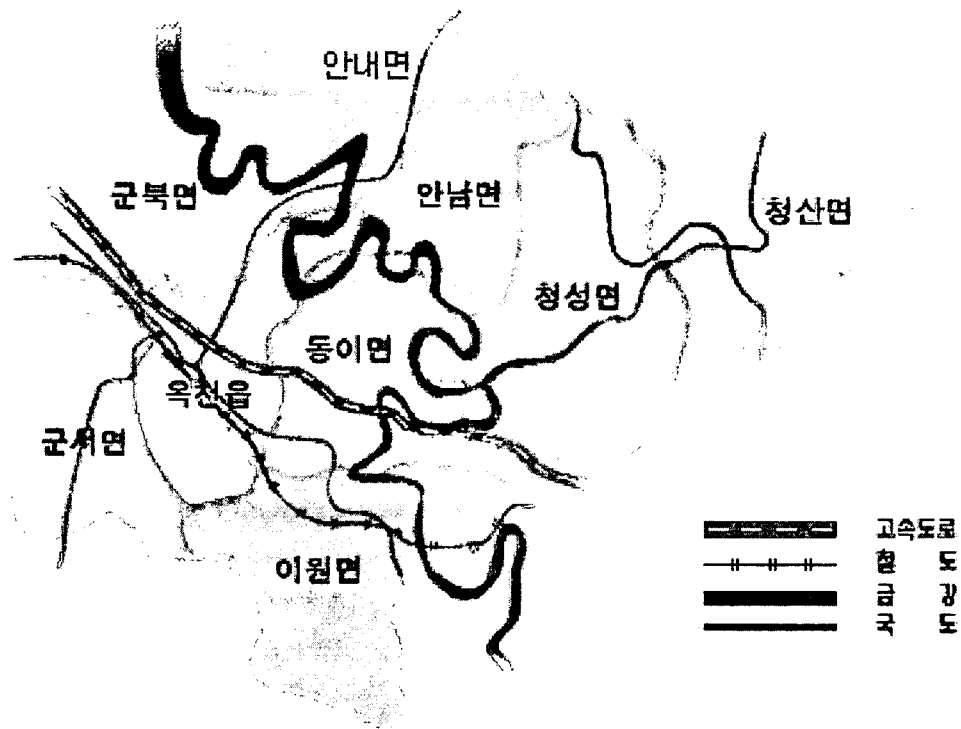 안내면
군북면
안남면
청산면
청성면
동이면
옥천읍
군서면
이원면
고속도로
철 도
금 강
국 도